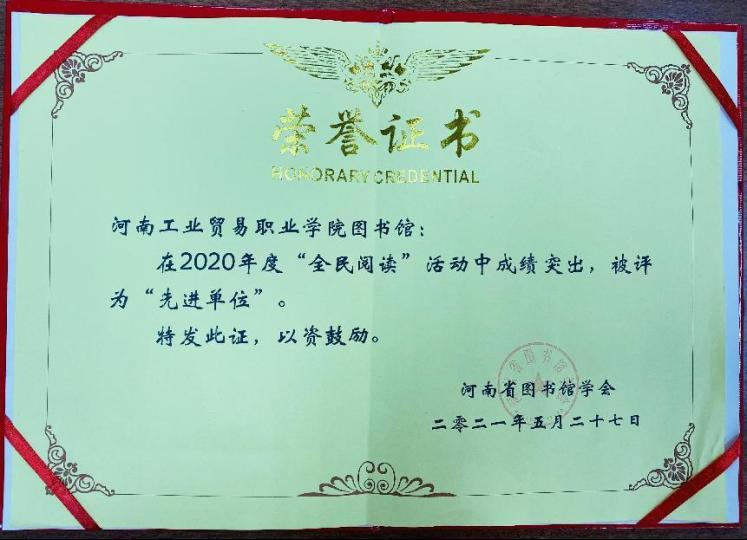 荣誉证书
HONORARY CREDENTIAL
河南工业贸易职业学院图书馆：
在2020年度“全民阅读”活动中成绩突出，被评
为“先进单位”。
特发此证，以资鼓励。
河南省图书馆学会
二零二一年五月二十七日